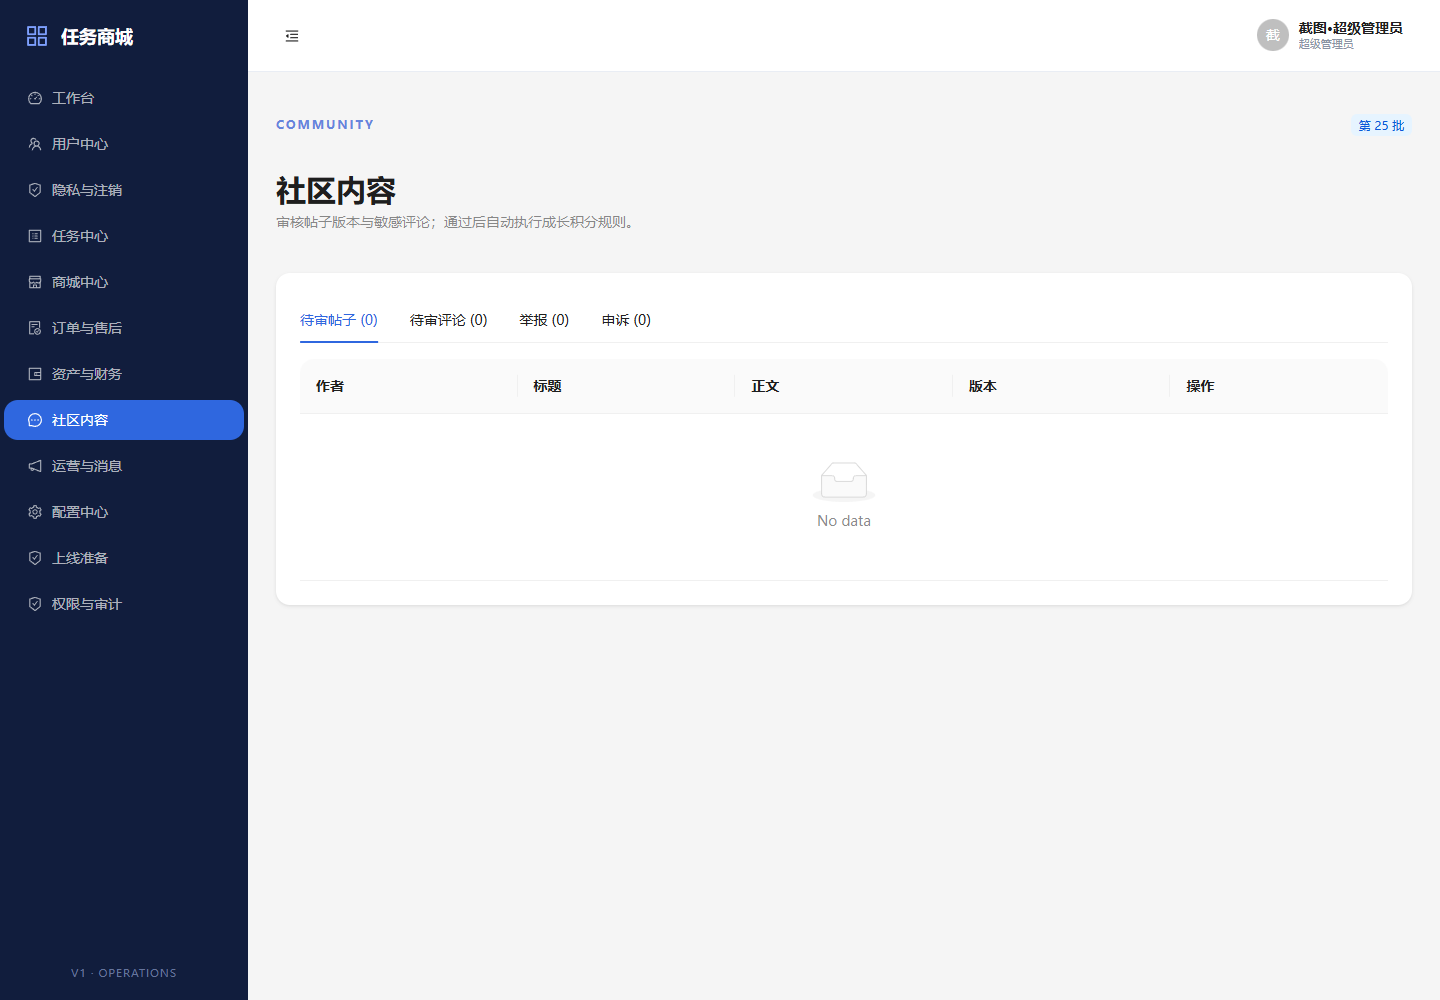 任务商城
截
截图•超级管理员
超级管理员
工作台
用户中心
隐私与注销
任务中心
商城中心
订单与售后
资产与财务
社区内容
运营与消息
配置中心
上线准备
权限与审计
V1 · OPERATIONS
COMMUNITY
第 25 批
社区内容
审核帖子版本与敏感评论；通过后自动执行成长积分规则。
待审帖子 (0) 待审评论 (0) 举报 (0) 申诉 (0)
作者 标题 正文 版本 操作
No data